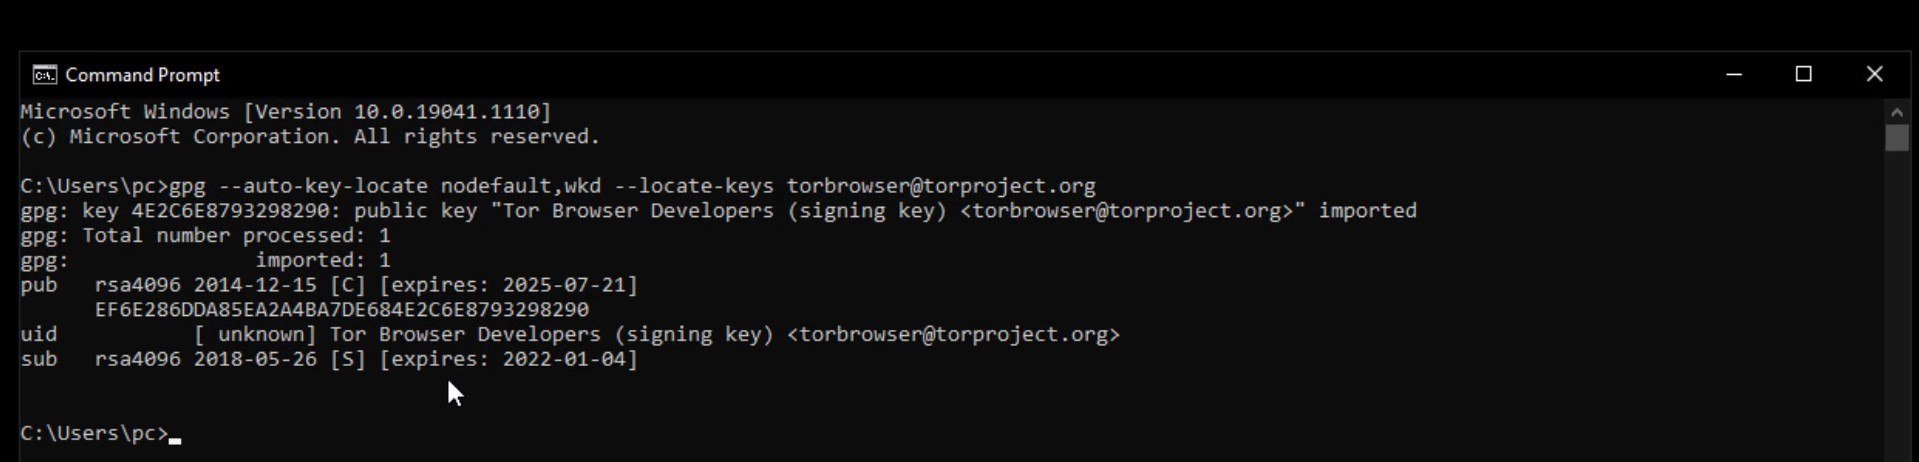 Command Prompt
Microsoft Windows [Version 10.0.19041.1110]
(c) Microsoft Corporation. All rights reserved.
C:\Users\pc>gpg --auto-key-locate nodefault,wkd --locate-keys torbrowser@torproject.org
gpg: key 4E2C6E8793298290: public key "Tor Browser Developers (signing key) <torbrowser@torproject.org>" imported
gpg: Total number processed: 1
gpg:               imported: 1
pub   rsa4096 2014-12-15 [C] [expires: 2025-07-21]
      EF6E286DDA85EA2A4BA7DE684E2C6E8793298290
uid           [ unknown] Tor Browser Developers (signing key) <torbrowser@torproject.org>
sub   rsa4096 2018-05-26 [S] [expires: 2022-01-04]
C:\Users\pc>